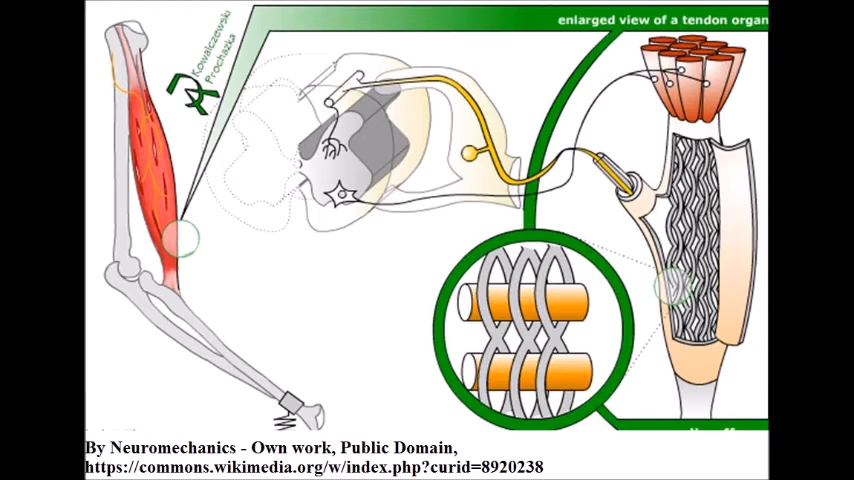 enlarged view of a tendon organ
Kowalczewski
Prochazka
By Neuromechanics - Own work, Public Domain,
https://commons.wikimedia.org/w/index.php?curid=8920238